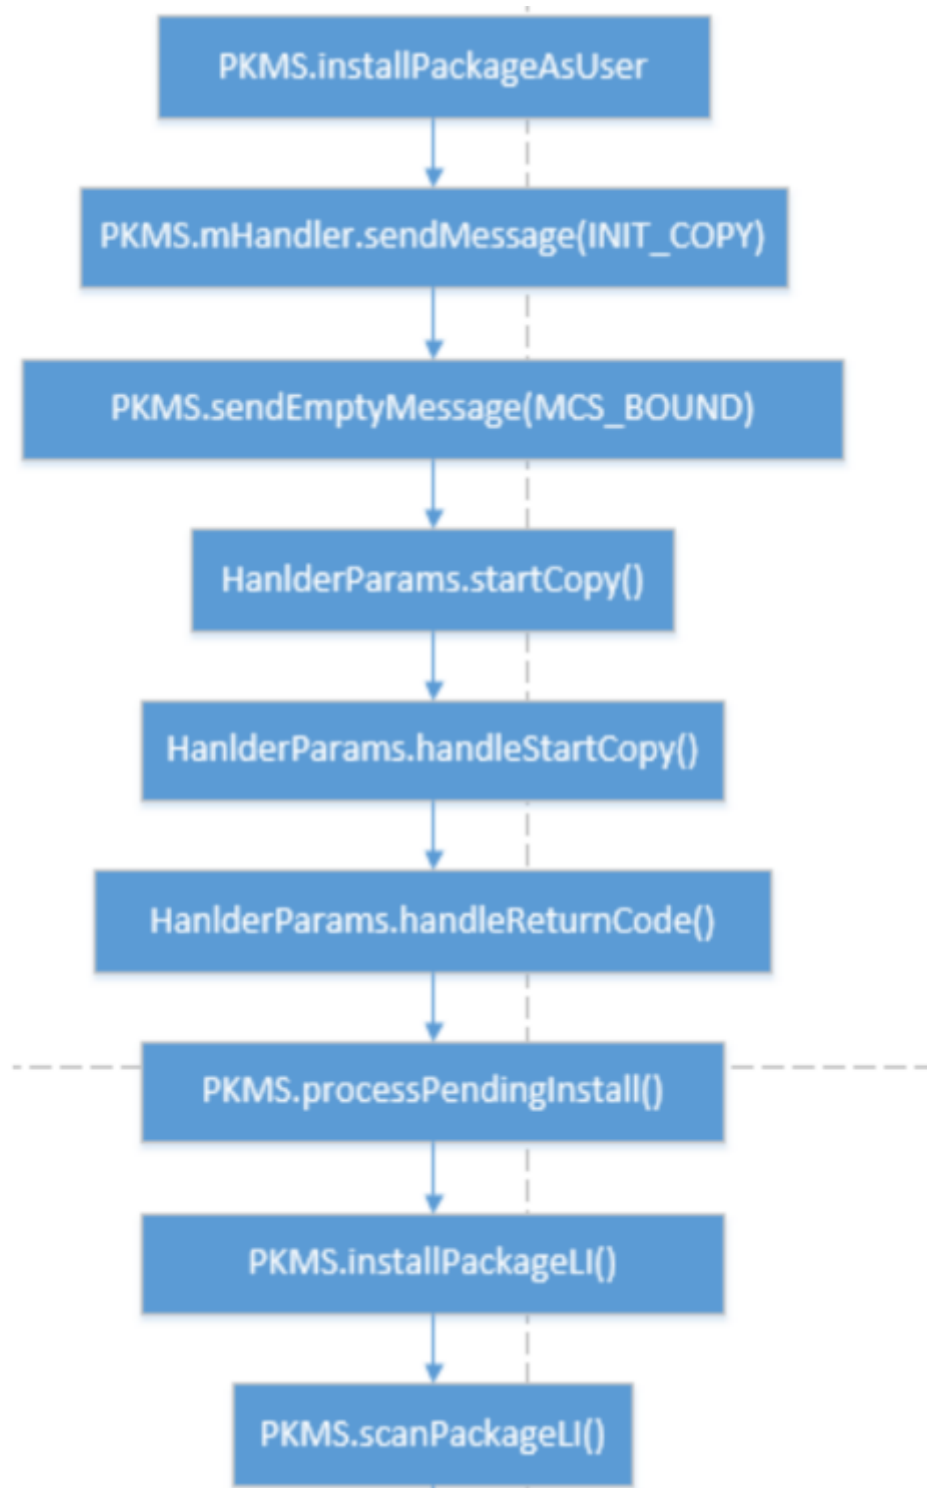 PKMS.installPackageAsUser
PKMS.mHandler.sendMessage(INIT_COPY)
PKMS.sendEmptyMessage(MCS_BOUND)
HanlderParams.startCopy()
HanlderParams.handleStartCopy()
HanlderParams.handleReturnCode()
PKMS.processPendingInstall()
PKMS.installPackageLI()
PKMS.scanPackageLI()